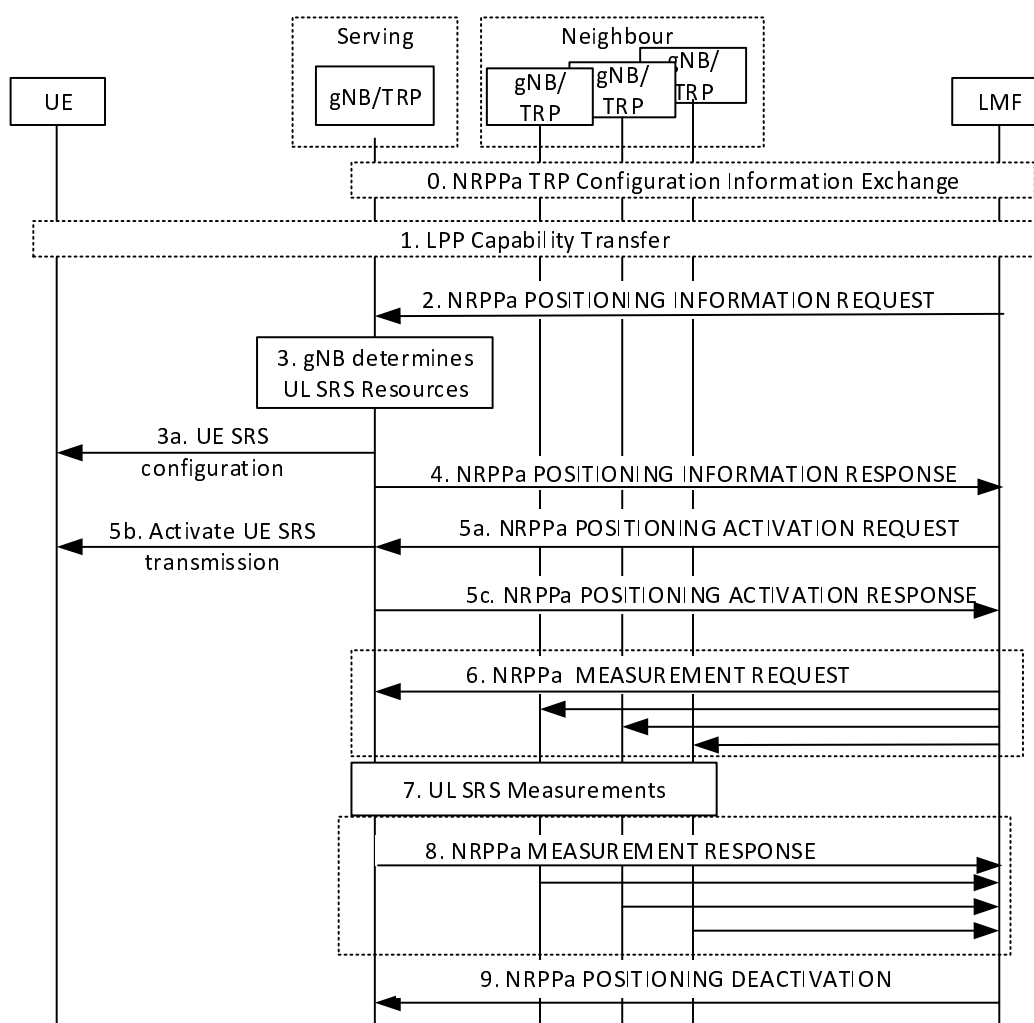 Serving
Neighbour
UE
gNB/TRP
gNB/
TRP
gNB/
TRP
gNB/
TRP
LMF
0. NRPPa TRP Configuration Information Exchange
1. LPP Capability Transfer
2. NRPPa POSITIONING INFORMATION REQUEST
3. gNB determines
UL SRS Resources
3a. UE SRS
configuration
4. NRPPa POSITIONING INFORMATION RESPONSE
5b. Activate UE SRS
transmission
5a. NRPPa POSITIONING ACTIVATION REQUEST
5c. NRPPa POSITIONING ACTIVATION RESPONSE
6. NRPPa MEASUREMENT REQUEST
7. UL SRS Measurements
8. NRPPa MEASUREMENT RESPONSE
9. NRPPa POSITIONING DEACTIVATION